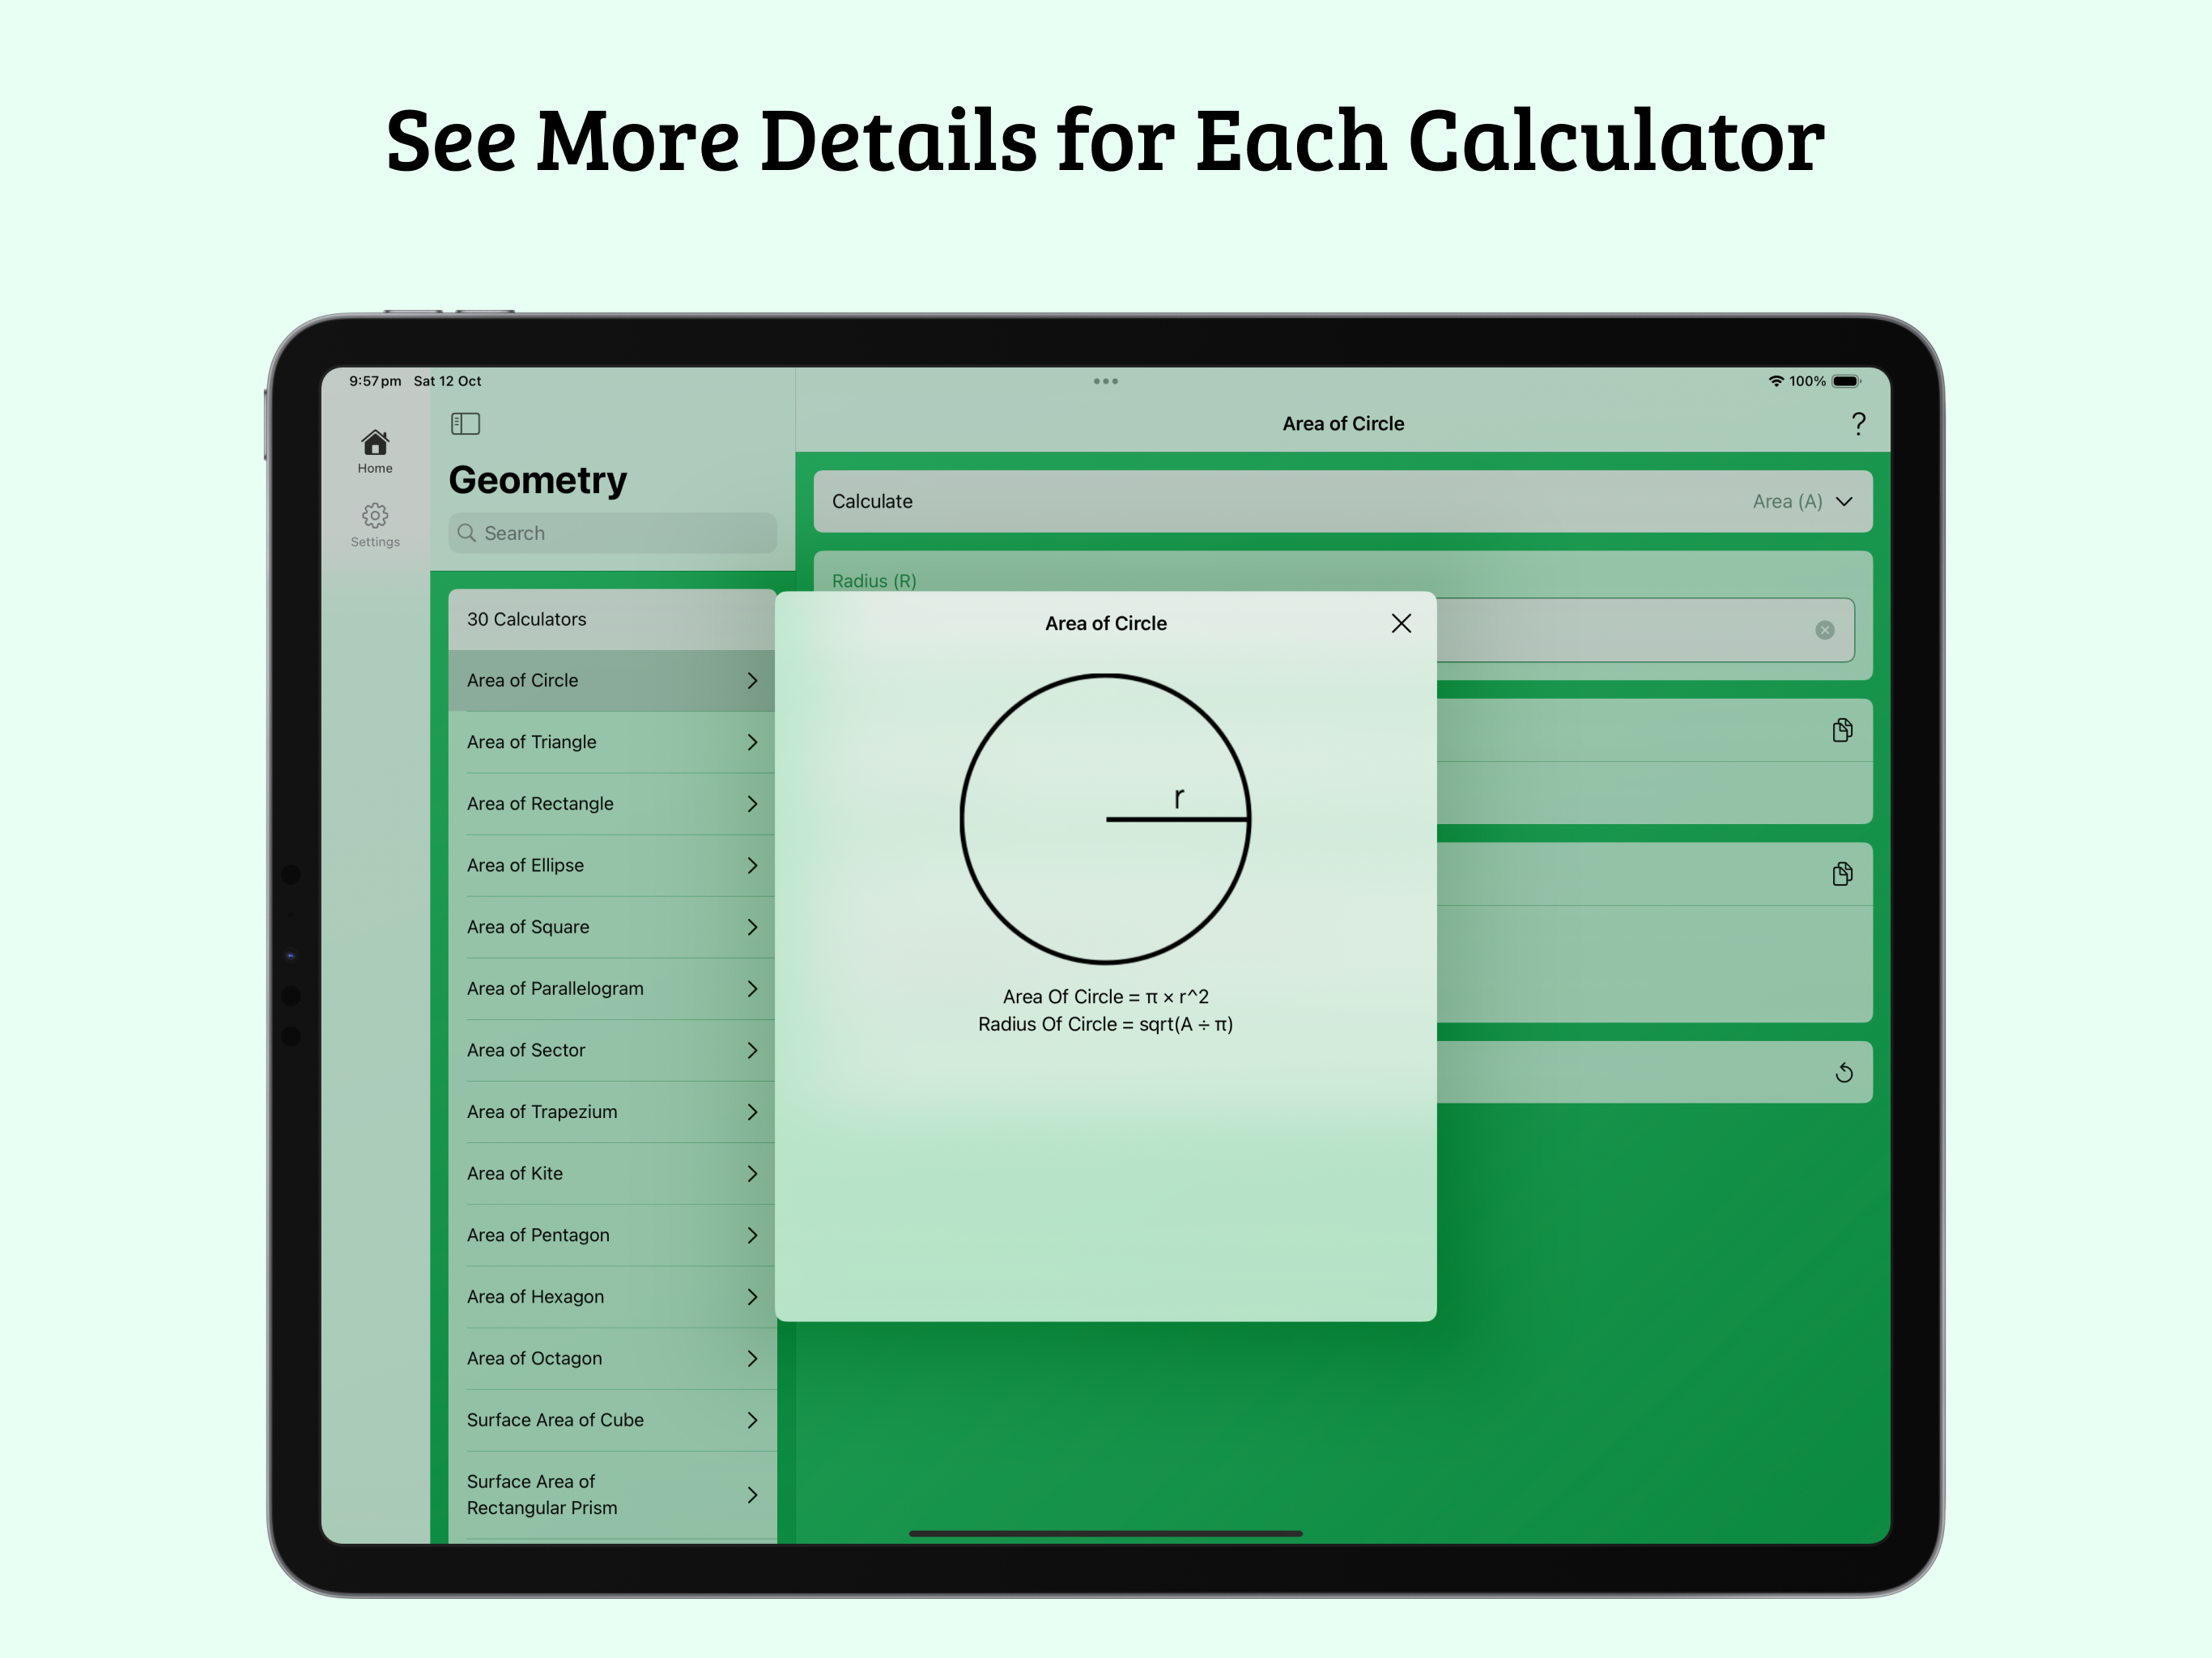 See More Details for Each Calculator
9:57 pm Sat 12 Oct
100%
Home
Settings
Geometry
Search
30 Calculators
Area of Circle
Area of Triangle
Area of Rectangle
Area of Ellipse
Area of Square
Area of Parallelogram
Area of Sector
Area of Trapezium
Area of Kite
Area of Pentagon
Area of Hexagon
Area of Octagon
Surface Area of Cube
Surface Area of
Rectangular Prism
Area of Circle
?
Calculate
Area (A)
Radius (R)
Area of Circle
r
Area Of Circle = π × r^2
Radius Of Circle = sqrt(A ÷ π)